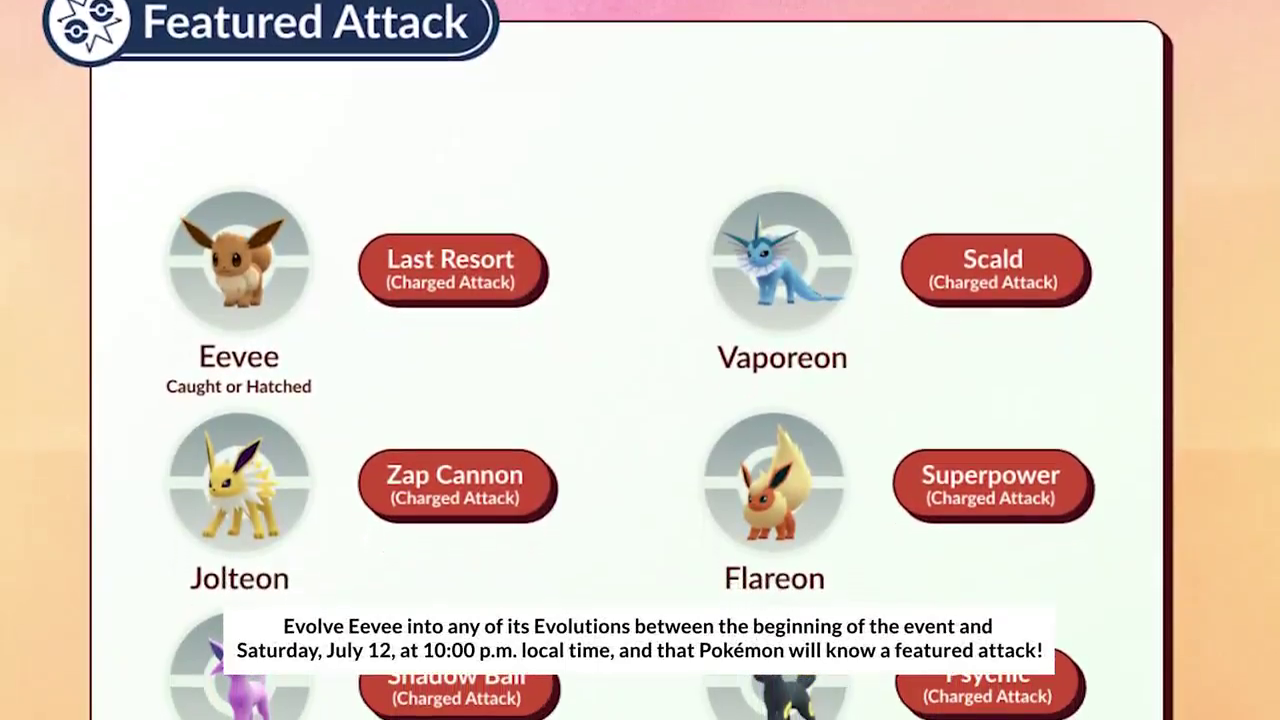 Featured Attack
Last Resort
(Charged Attack)
Scald
(Charged Attack)
Eevee
Caught or Hatched
Vaporeon
Zap Cannon
(Charged Attack)
Superpower
(Charged Attack)
Jolteon
Flareon
Evolve Eevee into any of its Evolutions between the beginning of the event and
Saturday, July 12, at 10:00 p.m. local time, and that Pokémon will know a featured attack!
Shadow Ball
(Charged Attack)
Psychic
(Charged Attack)